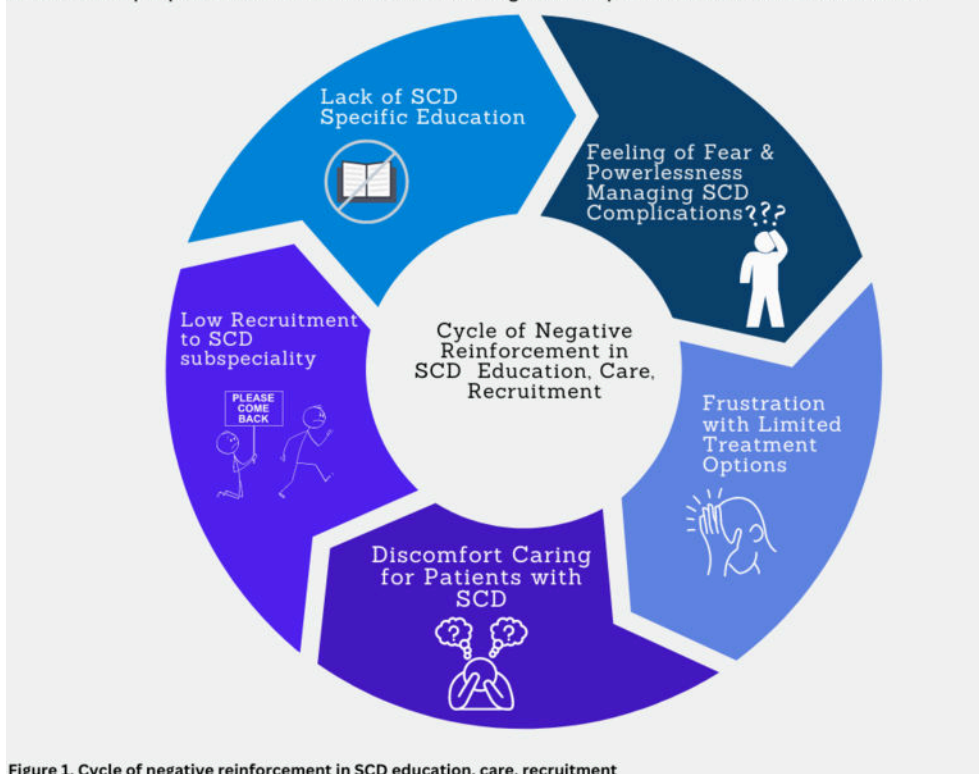 Lack of SCD
Specific Education
Feeling of Fear &
Powerlessness
Managing SCD
Complications???
Frustration
with Limited
Treatment
Options
Discomfort Caring
for Patients with
SCD
? ?
Low Recruitment
to SCD
subspeciality
PLEASE
COME
BACK
Cycle of Negative
Reinforcement in
SCD Education, Care,
Recruitment
Figure 1. Cycle of negative reinforcement in SCD education, care, recruitment